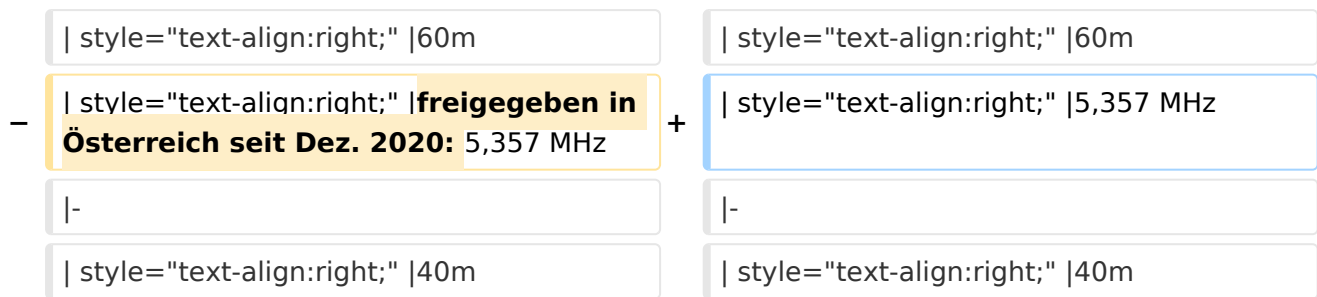 | style="text-align:right;" |60m
| style="text-align:right;" |60m
− | style="text-align:right;" |freigegeben in
Österreich seit Dez. 2020: 5,357 MHz
+ | style="text-align:right;" |5,357 MHz
|-
|-
| style="text-align:right;" |40m
| style="text-align:right;" |40m